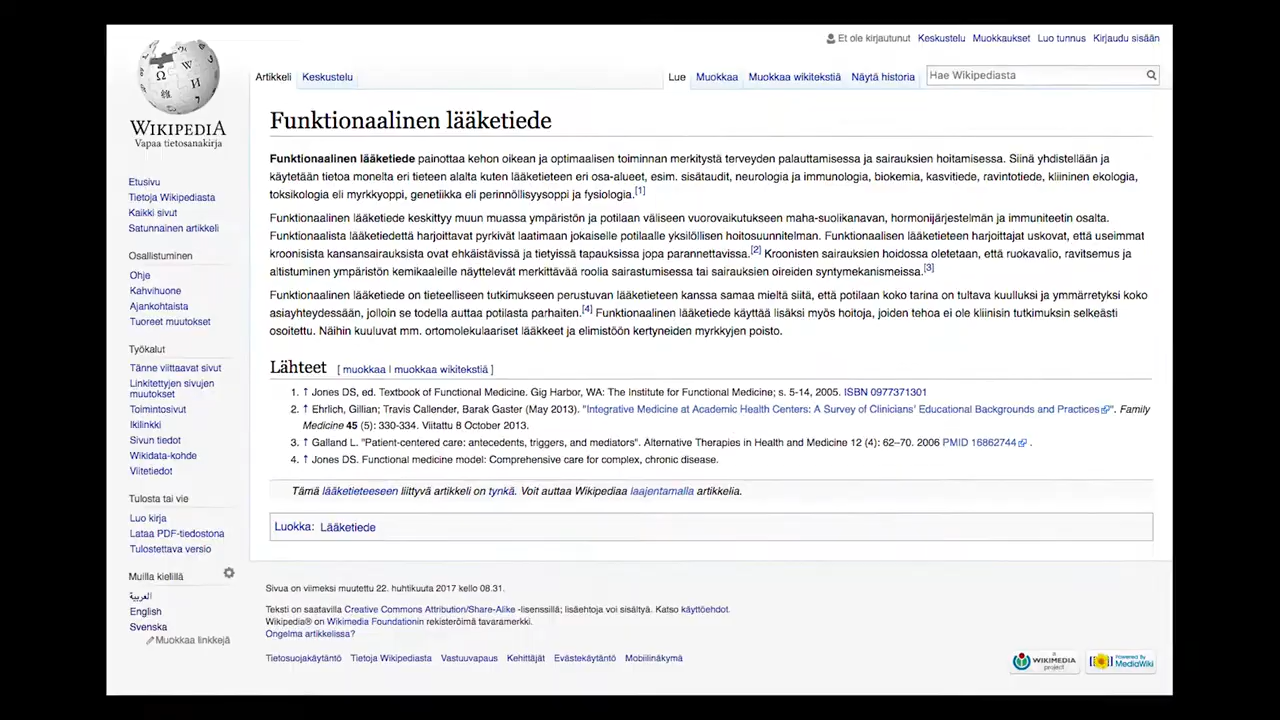 Et ole kirjautunut Keskustelu Muokkaukset Luo tunnus Kirjaudu sisään
Artikkeli Keskustelu Lue Muokkaa Muokkaa wikitekstiä Näytä historia Hae Wikipediasta
WIKIPEDIA
Vapaa tietosanakirja
Etusivu
Tietoja Wikipediasta
Kaikki sivut
Satunnainen artikkeli
Osallistuminen
Ohje
Kahvihuone
Ajankohtaista
Tuoreet muutokset
Työkalut
Tänne viittaavat sivut
Linkitettyjen sivujen
muutokset
Toimintosivut
Ikilinkki
Sivun tiedot
Wikidata-kohde
Viitetiedot
Tulosta tai vie
Luo kirja
Lataa PDF-tiedostona
Tulostettava versio
Muilla kielillä
العربية
English
Svenska
Muokkaa linkkejä
Funktionaalinen lääketiede
Funktionaalinen lääketiede painottaa kehon oikean ja optimaalisen toiminnan merkitystä terveyden palauttamisessa ja sairauksien hoitamisessa. Siinä yhdistellään ja
käytetään tietoa monelta eri tieteen alalta kuten lääketieteen eri osa-alueet, esim. sisätaudit, neurologia ja immunologia, biokemia, kasvitiede, ravintotiede, kliininen ekologia,
toksikologia eli myrkkyoppi, genetiikka eli perinnöllisyysoppi ja fysiologia.[1]
Funktionaalinen lääketiede keskittyy muun muassa ympäristön ja potilaan väliseen vuorovaikutukseen maha-suolikanavan, hormonijärjestelmän ja immuniteetin osalta.
Funktionaalista lääketiedettä harjoittavat pyrkivät laatimaan jokaiselle potilaalle yksilöllisen hoitosuunnitelman. Funktionaalisen lääketieteen harjoittajat uskovat, että useimmat
kroonisista kansansairauksista ovat ehkäistävissä ja tietyissä tapauksissa jopa parannettavissa.[2] Kroonisten sairauksien hoidossa oletetaan, että ruokavalio, ravitsemus ja
altistuminen ympäristön kemikaaleille näyttelevät merkittävää roolia sairastumisessa tai sairauksien oireiden syntymekanismeissa.[3]
Funktionaalinen lääketiede on tieteelliseen tutkimukseen perustuvan lääketieteen kanssa samaa mieltä siitä, että potilaan koko tarina on tultava kuulluksi ja ymmärretyksi koko
asiayhteydessään, jolloin se todella auttaa potilasta parhaiten.[4] Funktionaalinen lääketiede käyttää lisäksi myös hoitoja, joiden tehoa ei ole kliinisin tutkimuksin selkeästi
osoitettu. Näihin kuuluvat mm. ortomolekulaariset lääkkeet ja elimistöön kertyneiden myrkkyjen poisto.
Lähteet [ muokkaa | muokkaa wikitekstiä ]
1. ↑ Jones DS, ed. Textbook of Functional Medicine. Gig Harbor, WA: The Institute for Functional Medicine; s. 5-14, 2005. ISBN 0977371301
2. ↑ Ehrlich, Gillian; Travis Callender, Barak Gaster (May 2013). "Integrative Medicine at Academic Health Centers: A Survey of Clinicians' Educational Backgrounds and Practices". Family
Medicine 45 (5): 330-334. Viitattu 8 October 2013.
3. ↑ Galland L. "Patient-centered care: antecedents, triggers, and mediators". Alternative Therapies in Health and Medicine 12 (4): 62–70. 2006 PMID 16862744 .
4. ↑ Jones DS. Functional medicine model: Comprehensive care for complex, chronic disease.
Tämä lääketieteeseen liittyvä artikkeli on tynkä. Voit auttaa Wikipediaa laajentamalla artikkelia.
Luokka: Lääketiede
Sivua on viimeksi muutettu 22. huhtikuuta 2017 kello 08.31.
Teksti on saatavilla Creative Commons Attribution/Share-Alike -lisenssillä; lisäehtoja voi sisältyä. Katso käyttöehdot.
Wikipedia® on Wikimedia Foundationin rekisteröimä tavaramerkki.
Ongelma artikkelissa?
Tietosuojakäytäntö Tietoja Wikipediasta Vastuuvapaus Kehittäjät Evästekäytäntö Mobiilinäkymä
A WIKIMEDIA project
Powered By MediaWiki